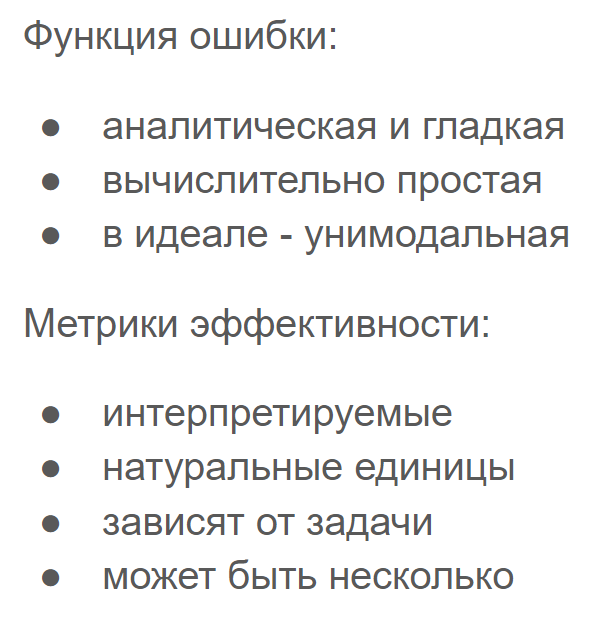 Функция ошибки:
● аналитическая и гладкая
● вычислительно простая
● в идеале - унимодальная
Метрики эффективности:
● интерпретируемые
● натуральные единицы
● зависят от задачи
● может быть несколько